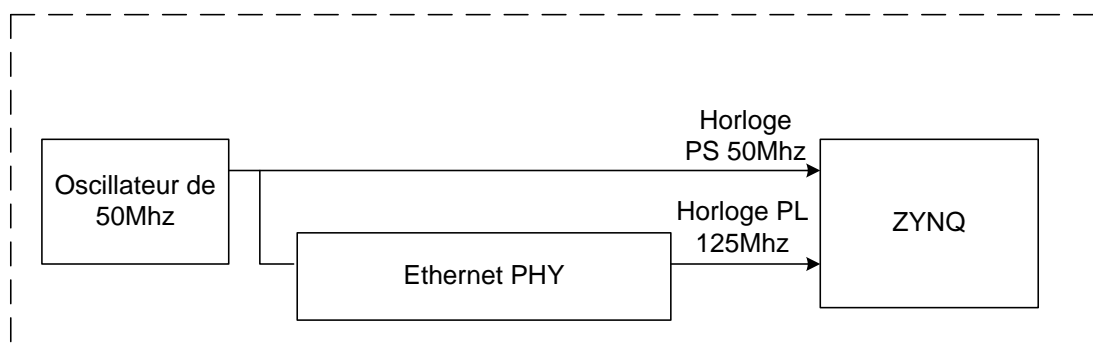 Horloge
PS 50Mhz
Oscillateur de
50Mhz
Horloge PL
125Mhz
ZYNQ
Ethernet PHY